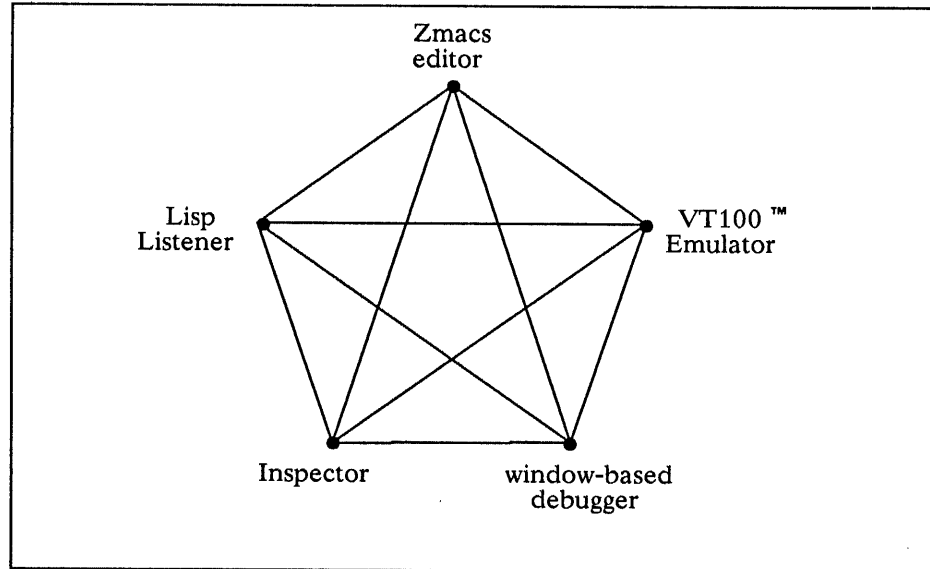 Zmacs
editor
Lisp
Listener
VT100 ™
Emulator
Inspector
window-based
debugger